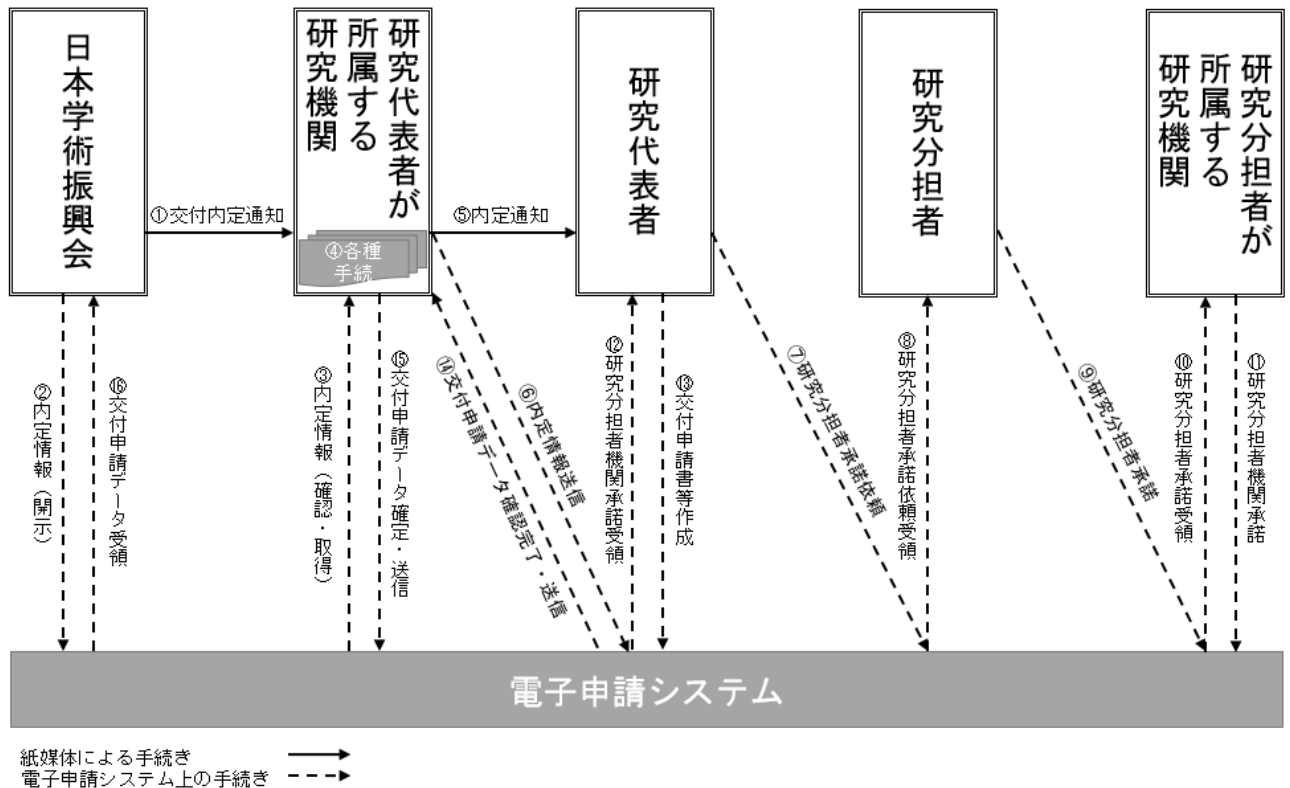 日本学術振興会
研究代表者が
所属する
研究機関
研究代表者
研究分担者
研究分担者が
所属する
研究機関
①交付内定通知
④各種
手続
⑤内定通知
②内定情報（開示）
⑯交付申請データ受領
③内定情報（確認・取得）
⑮交付申請データ確定・送信
⑭交付申請データ確認完了・送信
⑥内定情報送信
⑫研究分担者機関承諾受領
⑬交付申請書等作成
⑦研究分担者承諾依頼
⑧研究分担者承諾依頼受領
⑨研究分担者承諾
⑩研究分担者承諾受領
⑪研究分担者機関承諾
電子申請システム
紙媒体による手続き
電子申請システム上の手続き